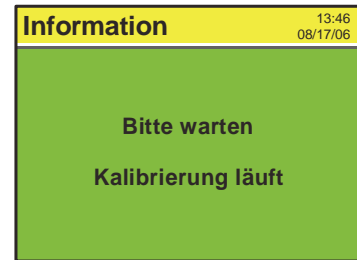 Information
13:46
08/17/06
Bitte warten
Kalibrierung läuft